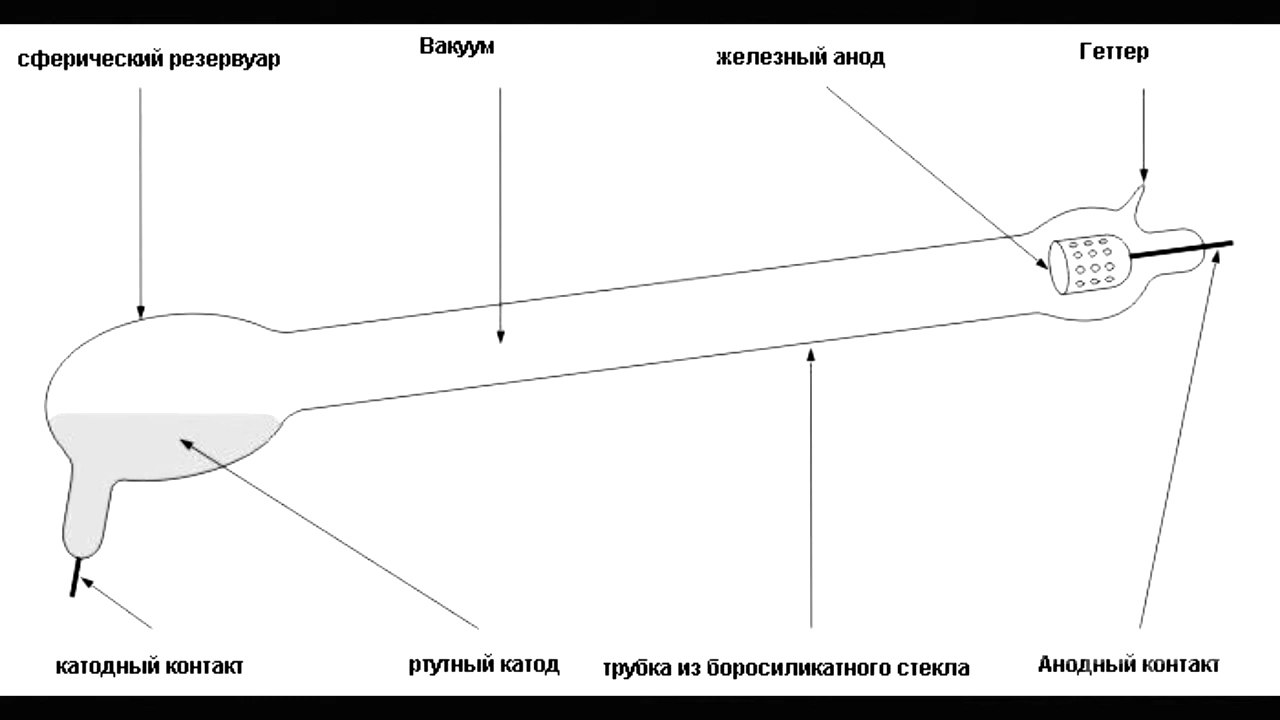 сферический резервуар
Вакуум
железный анод
Геттер
катодный контакт
ртутный катод
трубка из боросиликатного стекла
Анодный контакт